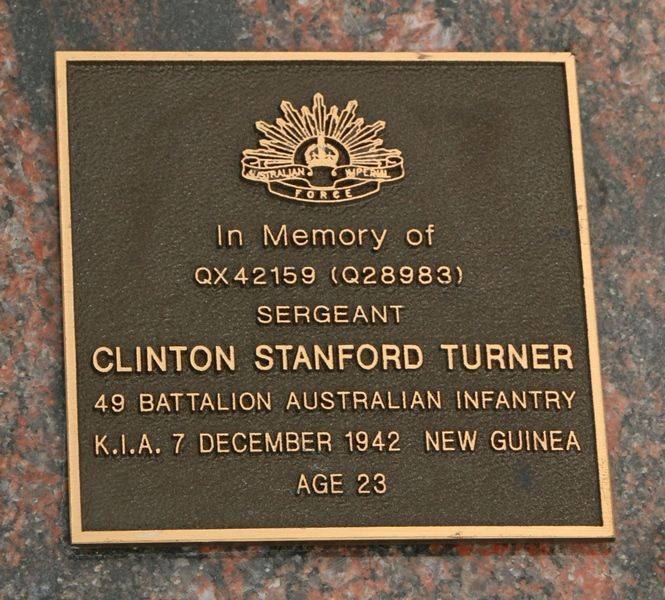 AUSTRALIAN IMPERIAL
FORCE
In Memory of
QX42159 (Q28983)
SERGEANT
CLINTON STANFORD TURNER
49 BATTALION AUSTRALIAN INFANTRY
K.I.A. 7 DECEMBER 1942 NEW GUINEA
AGE 23